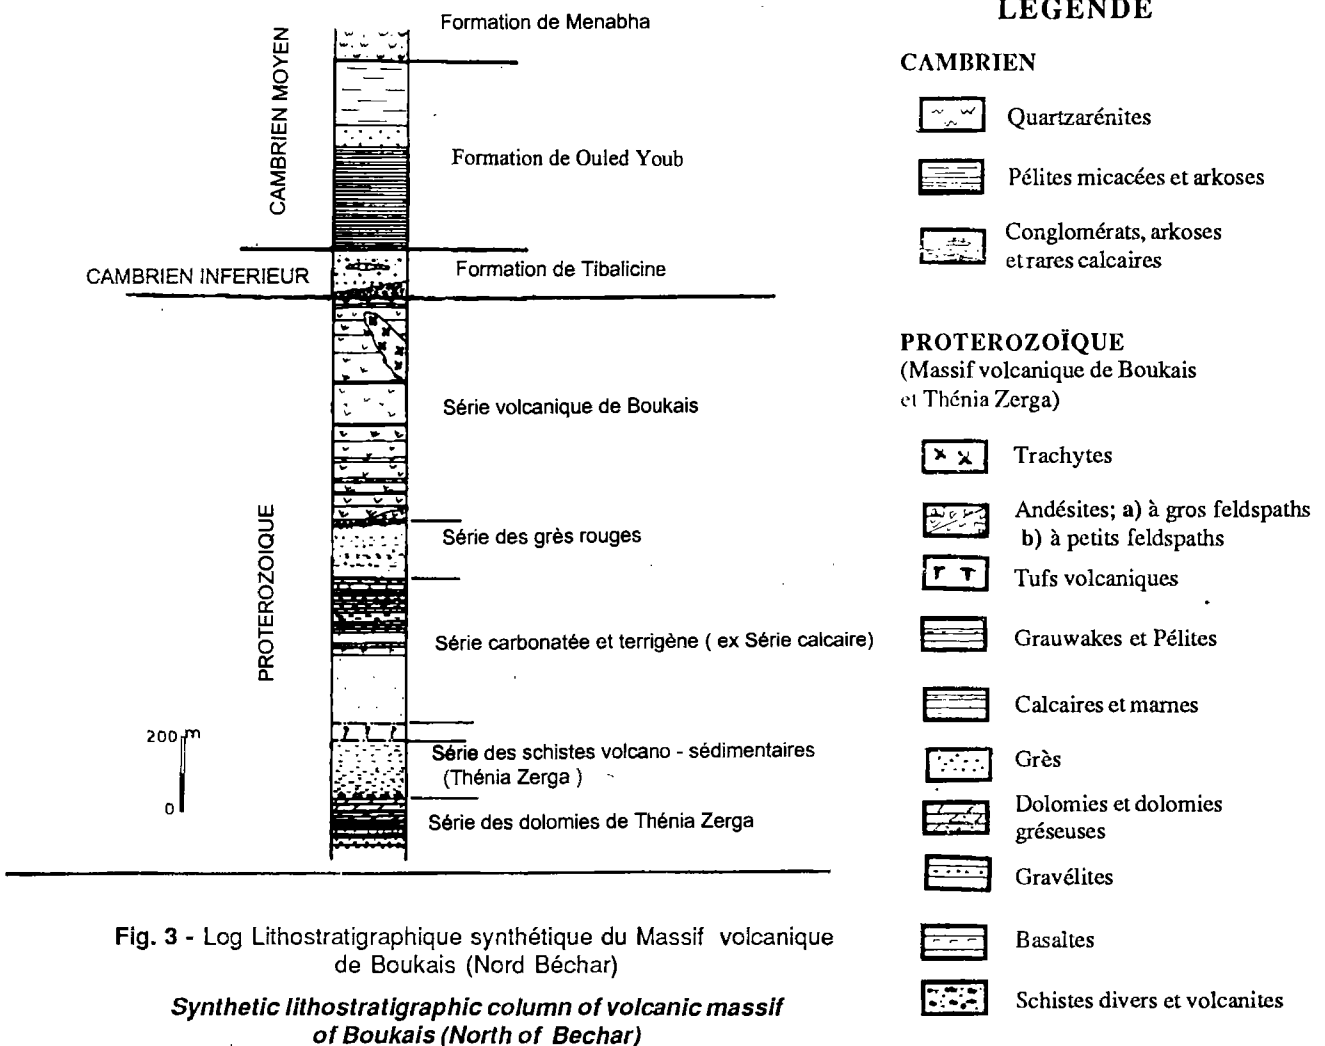 Formation de Menabha
CAMBRIEN MOYEN
Formation de Ouled Youb
CAMBRIEN INFERIEUR
Formation de Tibalicine
Série volcanique de Boukais
PROTEROZOIQUE
Série des grès rouges
Série carbonatée et terrigène ( ex Série calcaire)
200 m
0
Série des schistes volcano - sédimentaires
(Thénia Zerga )
Série des dolomies de Thénia Zerga
LEGENDE
CAMBRIEN
Quartzarénites
Pélites micacées et arkoses
Conglomérats, arkoses
et rares calcaires
PROTEROZOÏQUE
(Massif volcanique de Boukais
et Thénia Zerga)
Trachytes
Andésites; a) à gros feldspaths
b) à petits feldspaths
Tufs volcaniques
Grauwakes et Pélites
Calcaires et marnes
Grès
Dolomies et dolomies
gréseuses
Gravélites
Basaltes
Schistes divers et volcanites
Fig. 3 - Log Lithostratigraphique synthétique du Massif volcanique
de Boukais (Nord Béchar)
Synthetic lithostratigraphic column of volcanic massif
of Boukais (North of Bechar)